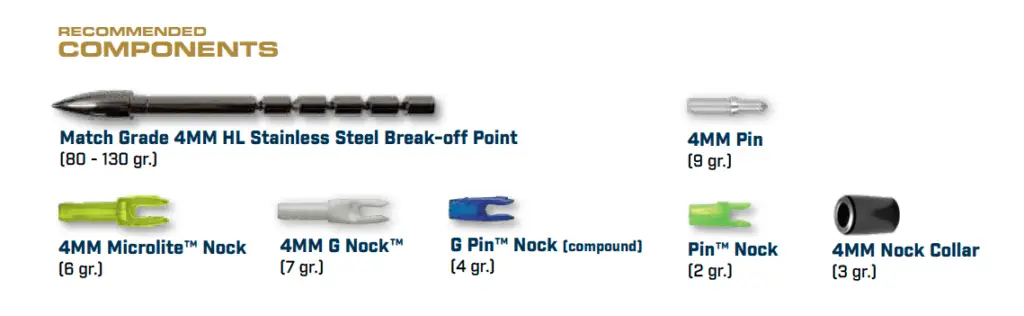 RECOMMENDED
COMPONENTS
Match Grade 4MM HL Stainless Steel Break-off Point
(80 - 130 gr.)
4MM Pin
(9 gr.)
4MM Microlite™ Nock
(6 gr.)
4MM G Nock™
(7 gr.)
G Pin™ Nock (compound)
(4 gr.)
Pin™ Nock
(2 gr.)
4MM Nock Collar
(3 gr.)